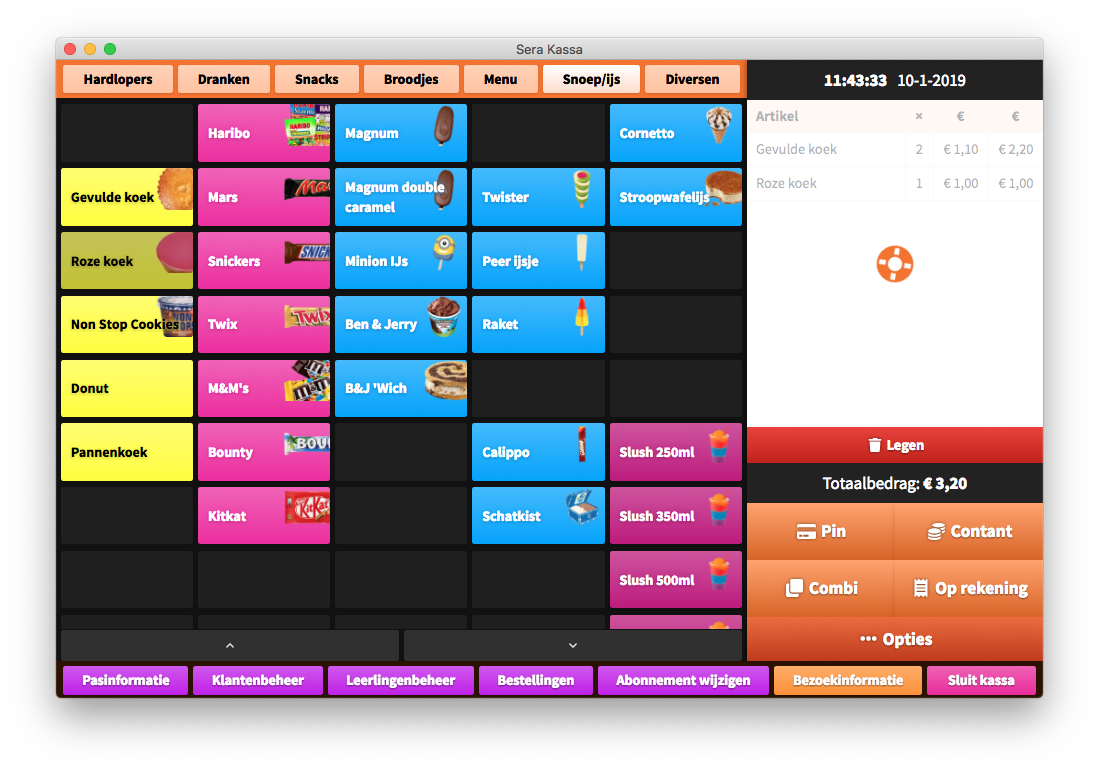 Sera Kassa
Hardlopers Dranken Snacks Broodjes Menu Snoep/ijs Diversen
11:43:33 10-1-2019
Haribo Magnum Cornetto
Gevulde koek Mars Magnum double caramel Twister Stroopwafelijs
Roze koek Snickers Minion IJs Peer ijsje
Non Stop Cookies Twix Ben & Jerry Raket
Donut M&M's B&J 'Wich
Pannenkoek Bounty Calippo Slush 250ml
Kitkat Schatkist Slush 350ml
Slush 500ml
Artikel × € €
Gevulde koek 2 € 1,10 € 2,20
Roze koek 1 € 1,00 € 1,00
Legen
Totaalbedrag: € 3,20
Pin Contant
Combi Op rekening
Opties
Pasinformatie Klantenbeheer Leerlingenbeheer Bestellingen Abonnement wijzigen Bezoekinformatie Sluit kassa